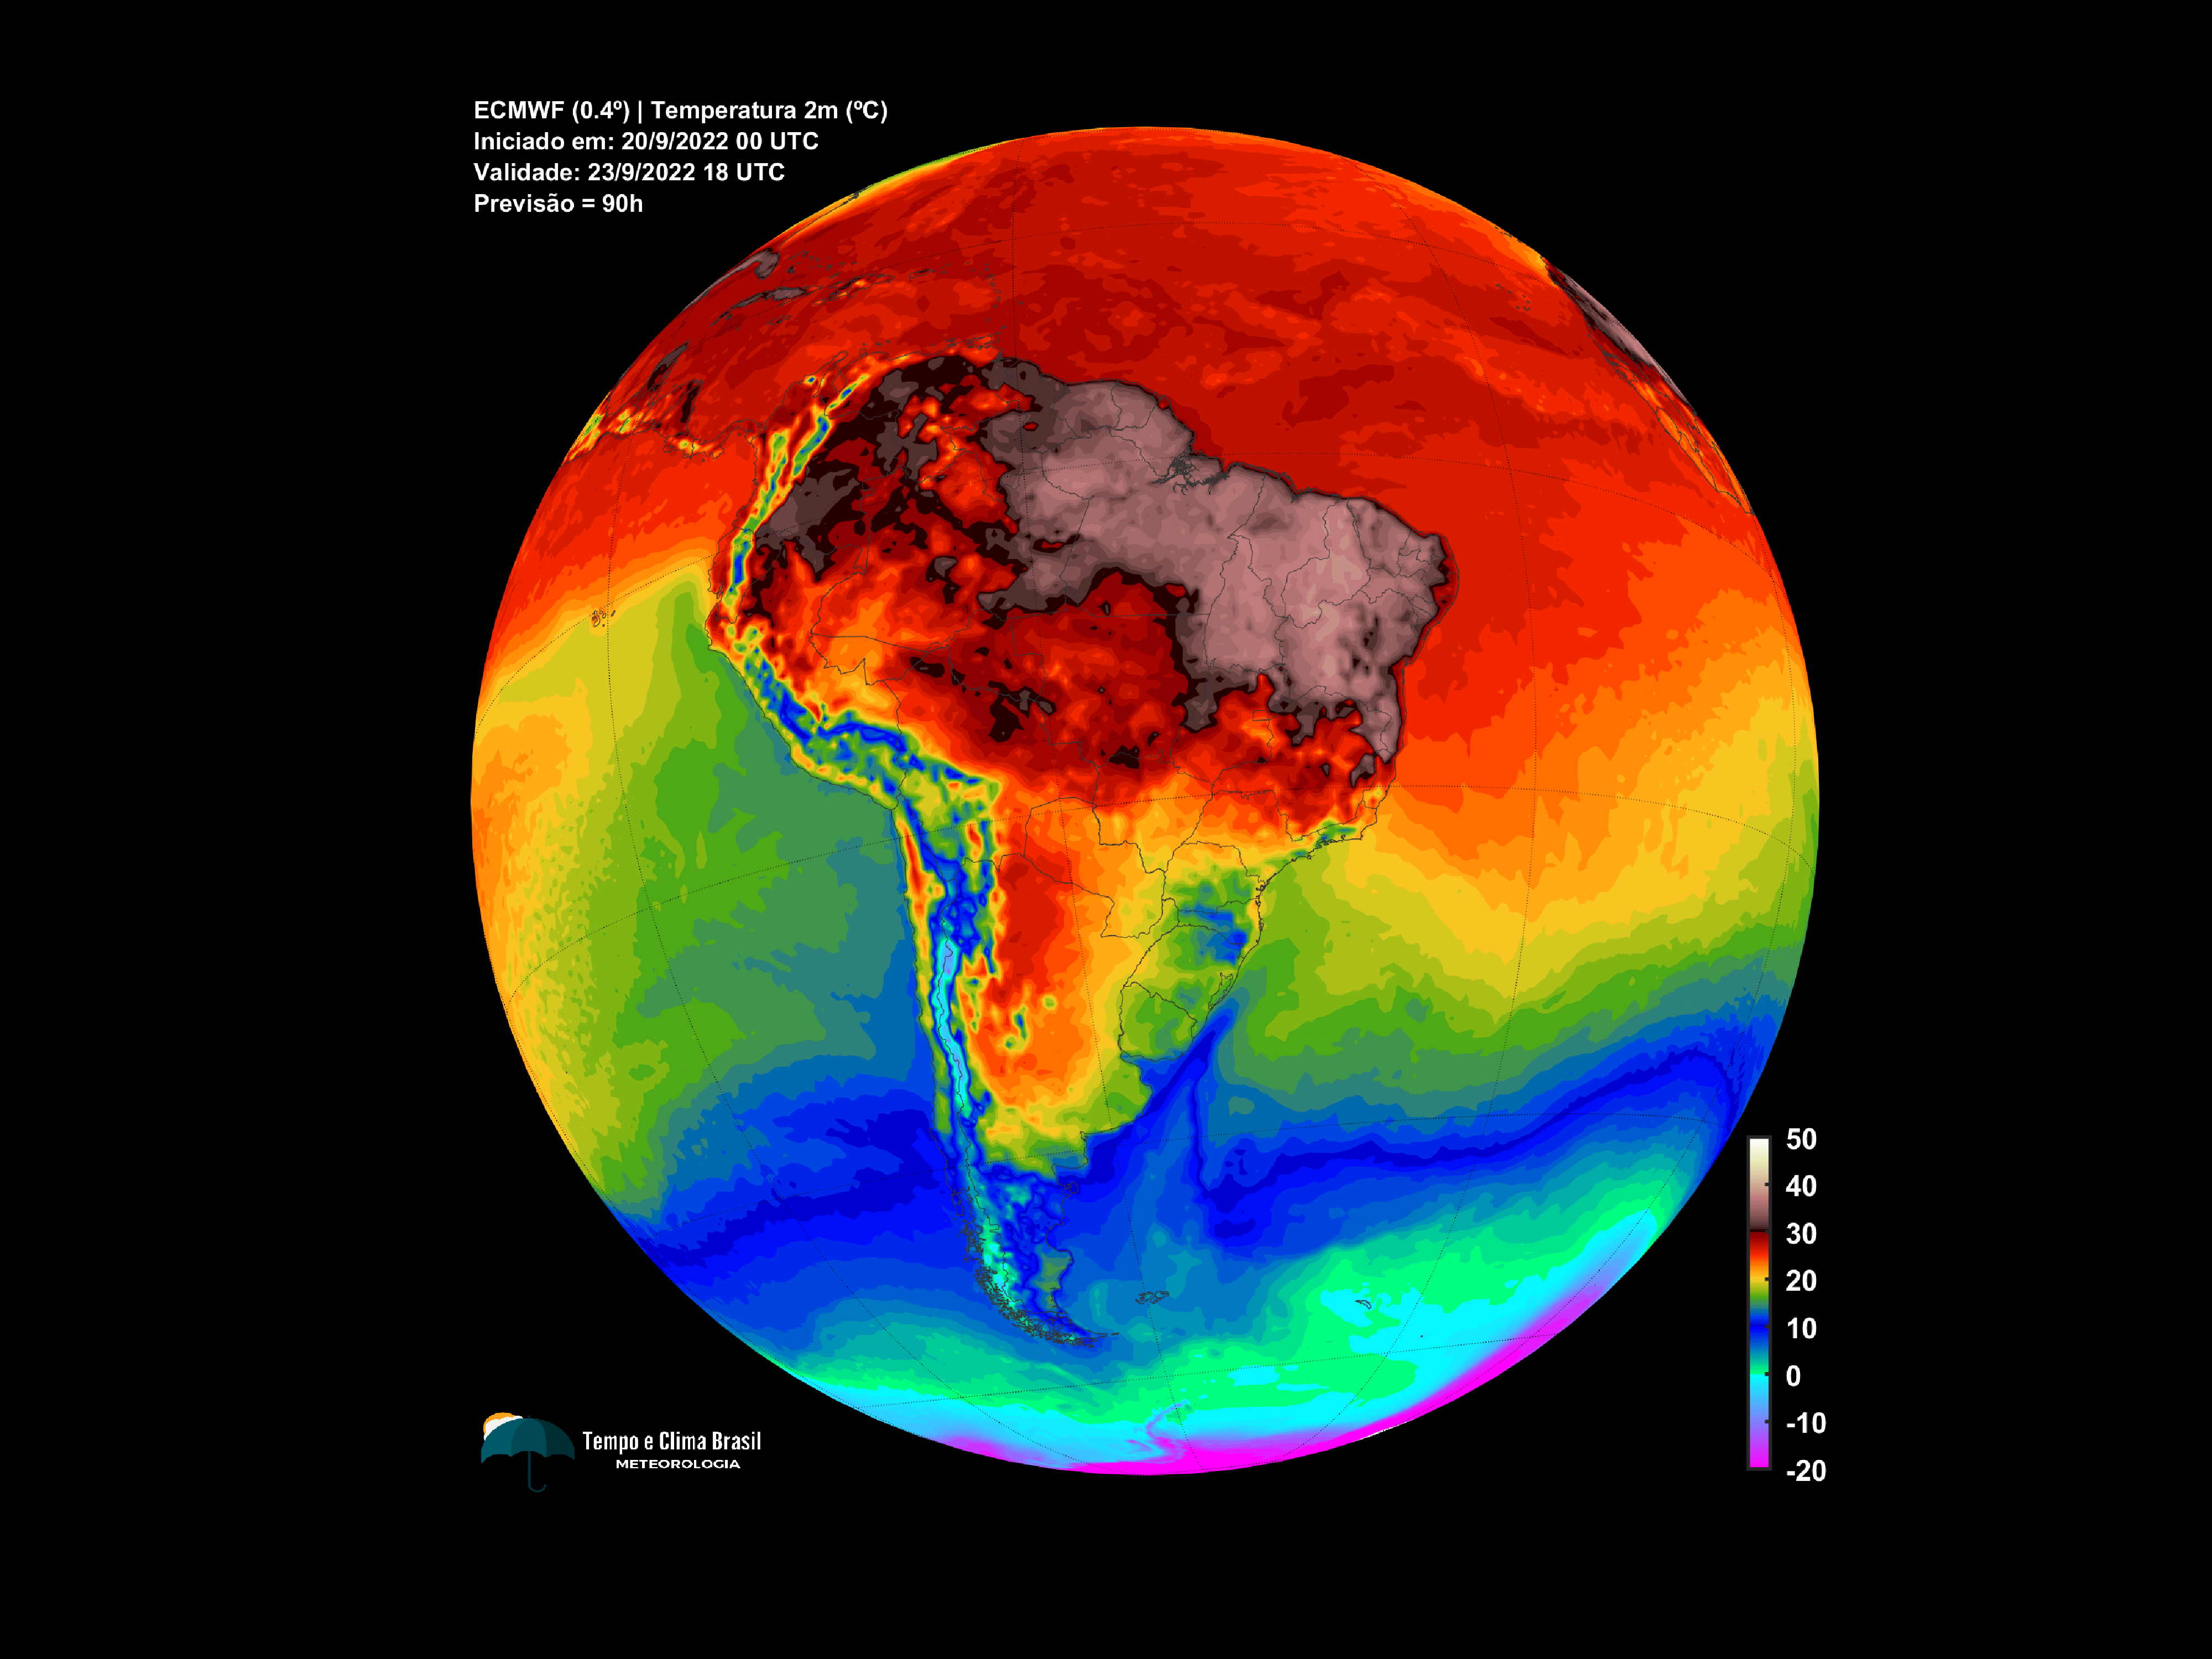 ECMWF (0.4º) | Temperatura 2m (ºC)
Iniciado em: 20/9/2022 00 UTC
Validade: 23/9/2022 18 UTC
Previsão = 90h
50
40
30
20
10
0
-10
-20
Tempo e Clima Brasil
METEOROLOGIA